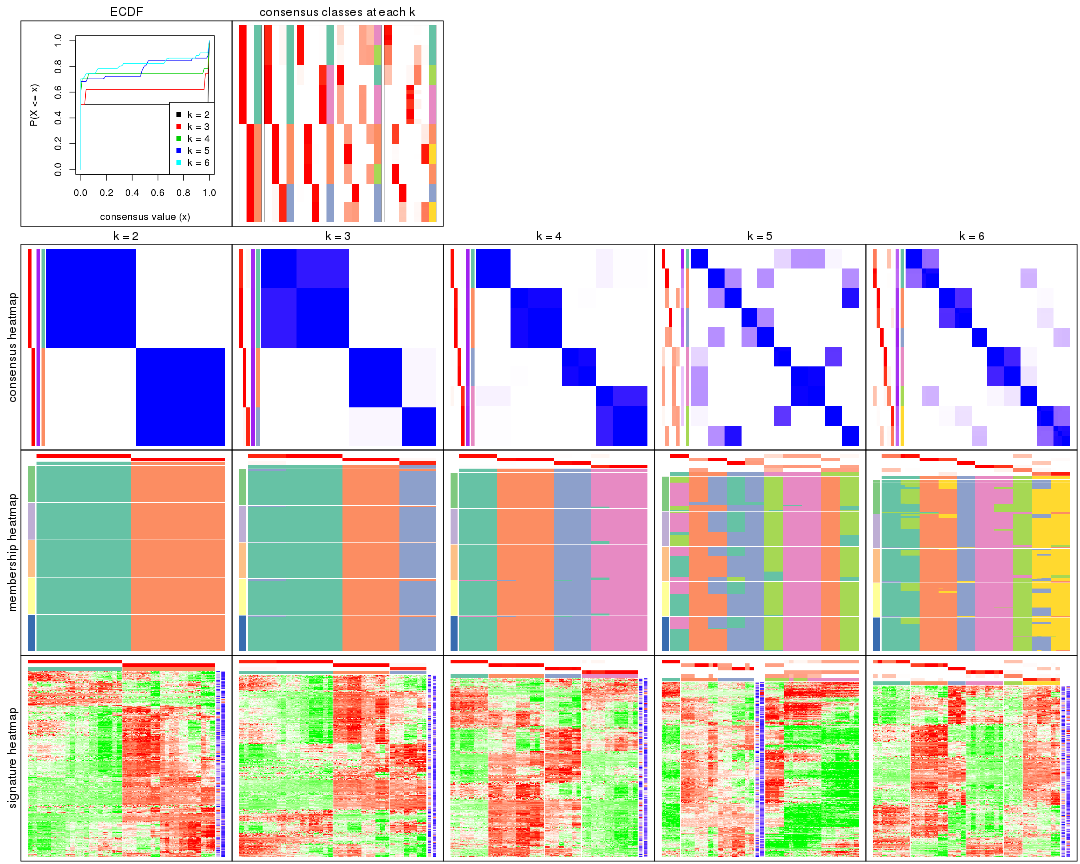 ECDF
consensus classes at each k
P(X <= x)
0.0 0.2 0.4 0.6 0.8 1.0
k = 2
k = 3
k = 4
k = 5
k = 6
0.0 0.2 0.4 0.6 0.8 1.0
consensus value (x)
k = 2
k = 3
k = 4
k = 5
k = 6
consensus heatmap
membership heatmap
signature heatmap